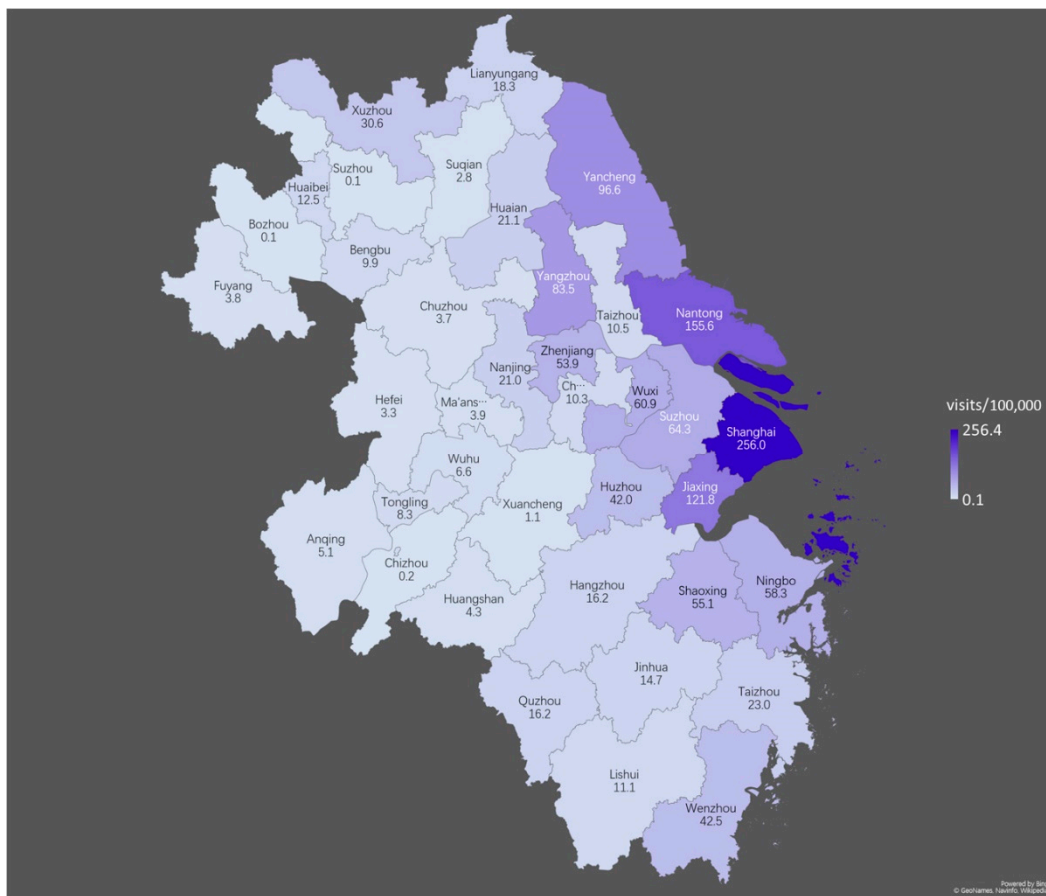 Lianyungang
18.3
Xuzhou
30.6
Suzhou
0.1
Suqian
2.8
Yancheng
96.6
Huaibei
12.5
Huaian
21.1
Bozhou
0.1
Bengbu
9.9
Fuyang
3.8
Yangzhou
83.5
Chuzhou
3.7
Taizhou
10.5
Nantong
155.6
Zhenjiang
53.9
Nanjing
21.0
Ch···
10.3
Wuxi
60.9
Hefei
3.3
Ma'ans···
3.9
Suzhou
64.3
visits/100,000
256.4
0.1
Shanghai
256.0
Wuhu
6.6
Huzhou
42.0
Jiaxing
121.8
Tongling
8.3
Xuancheng
1.1
Anqing
5.1
Chizhou
0.2
Hangzhou
16.2
Ningbo
58.3
Shaoxing
55.1
Huangshan
4.3
Jinhua
14.7
Taizhou
23.0
Quzhou
16.2
Lishui
11.1
Wenzhou
42.5
Powered by Bing
© GeoNames, Navinfo, Wikipedia